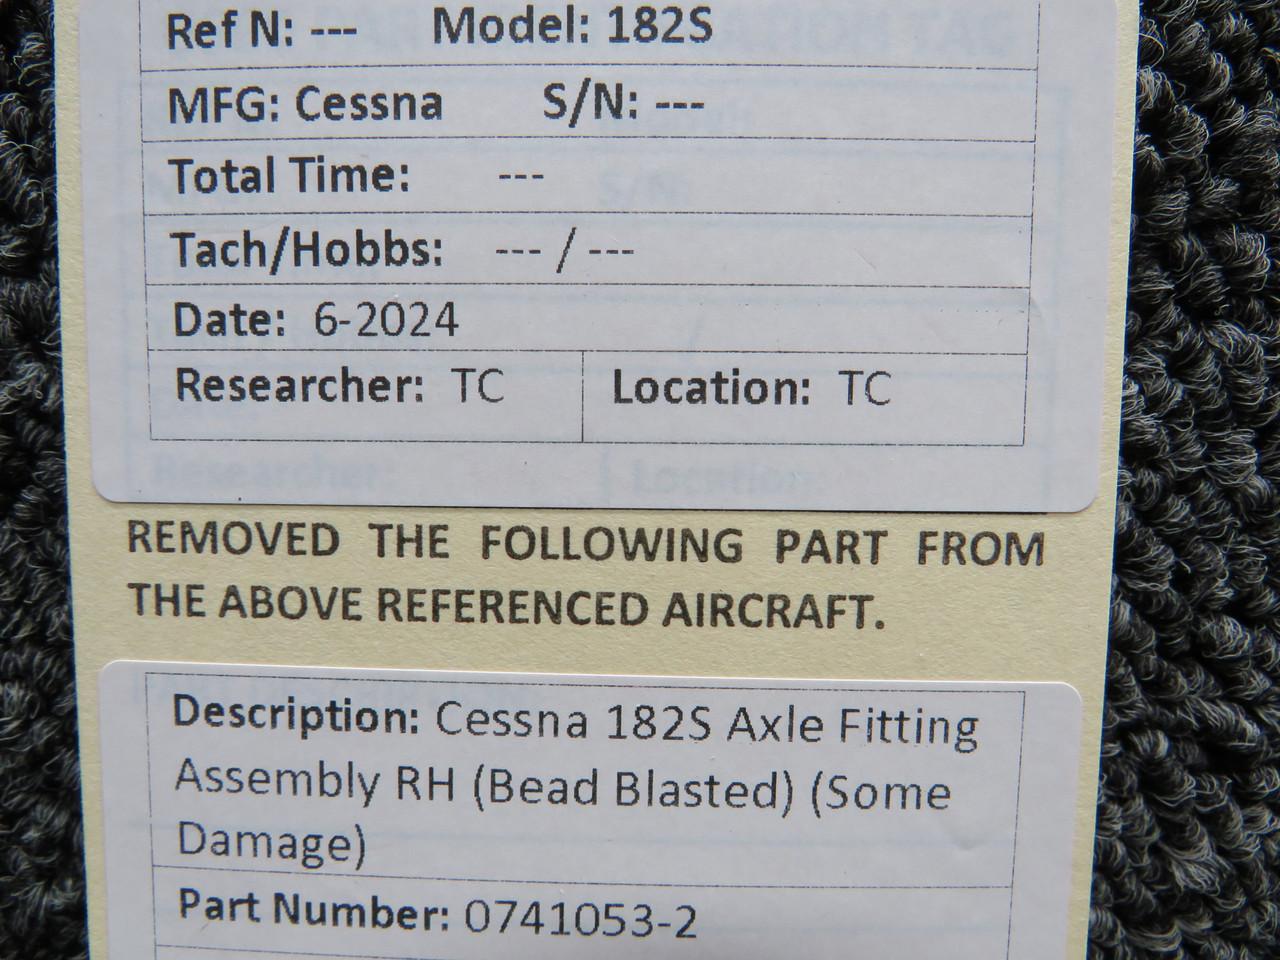 Ref N: --- Model: 182S
MFG: Cessna S/N: ---
Total Time: ---
Tach/Hobbs: --- / ---
Date: 6-2024
Researcher: TC Location: TC
Researcher: Location:
REMOVED THE FOLLOWING PART FROM
THE ABOVE REFERENCED AIRCRAFT.
Description: Cessna 182S Axle Fitting
Assembly RH (Bead Blasted) (Some
Damage)
Part Number: 0741053-2